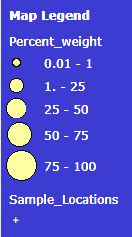 Map Legend
Percent_weight
0.01 - 1
1. - 25
25 - 50
50 - 75
75 - 100
Sample_Locations
+